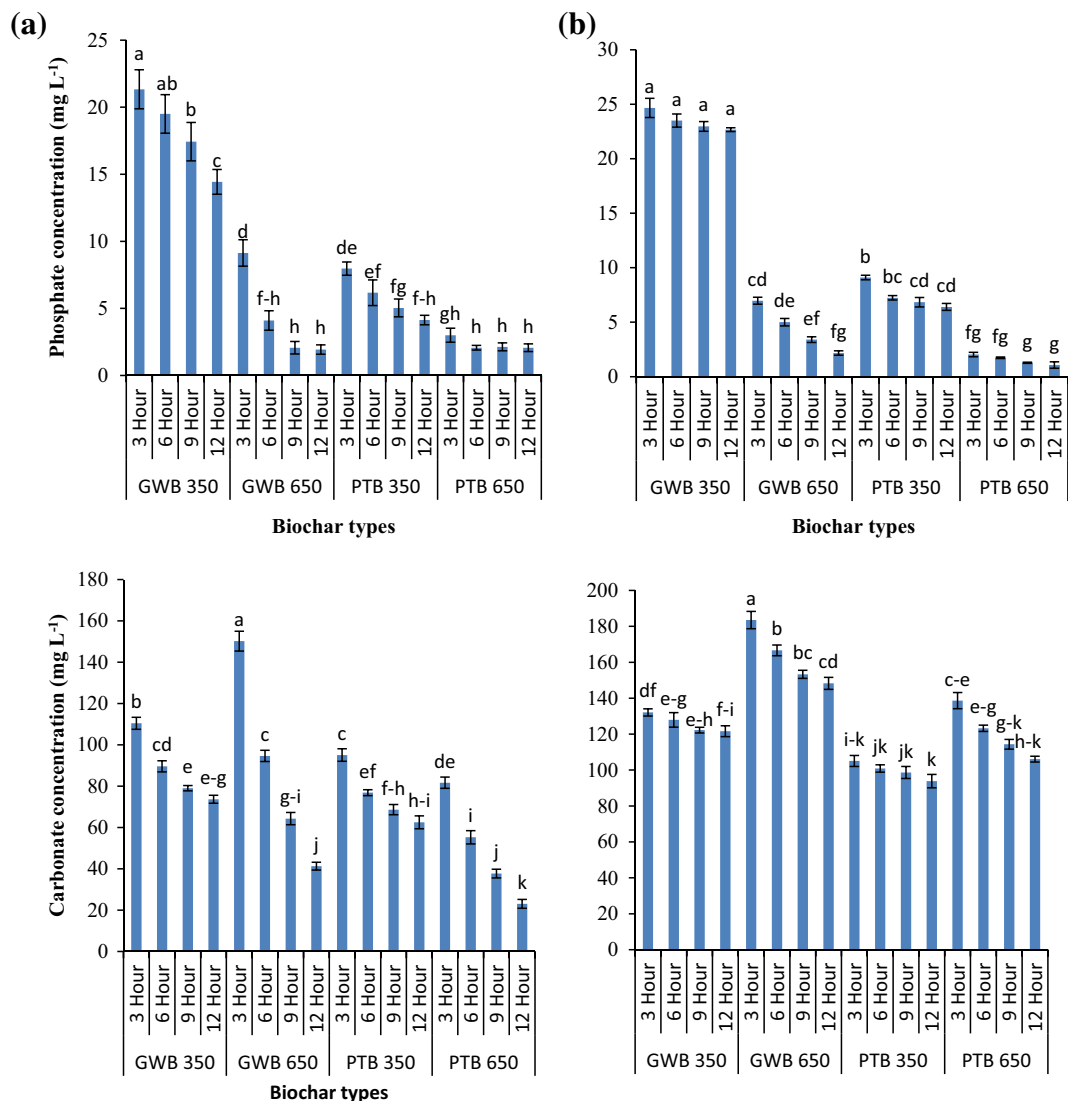 (a)
Phosphate concentration (mg L⁻¹)
25
20
15
10
5
0
a
ab
b
c
d
f-h
h
h
de
ef
fg
f-h
gh
h
h
h
3 Hour
6 Hour
9 Hour
12 Hour
3 Hour
6 Hour
9 Hour
12 Hour
3 Hour
6 Hour
9 Hour
12 Hour
3 Hour
6 Hour
9 Hour
12 Hour
GWB 350
GWB 650
PTB 350
PTB 650
Biochar types
(b)
30
25
20
15
10
5
0
a
a
a
a
cd
de
ef
fg
b
bc
cd
cd
fg
fg
g
g
3 Hour
6 Hour
9 Hour
12 Hour
3 Hour
6 Hour
9 Hour
12 Hour
3 Hour
6 Hour
9 Hour
12 Hour
3 Hour
6 Hour
9 Hour
12 Hour
GWB 350
GWB 650
PTB 350
PTB 650
Biochar types
Carbonate concentration (mg L⁻¹)
180
160
140
120
100
80
60
40
20
0
b
cd
e
e-g
a
c
g-i
j
c
ef
f-h
h-i
de
i
j
k
3 Hour
6 Hour
9 Hour
12 Hour
3 Hour
6 Hour
9 Hour
12 Hour
3 Hour
6 Hour
9 Hour
12 Hour
3 Hour
6 Hour
9 Hour
12 Hour
GWB 350
GWB 650
PTB 350
PTB 650
Biochar types
200
180
160
140
120
100
80
60
40
20
0
df
e-g
e-h
f-i
a
b
bc
cd
i-k
jk
jk
k
c-e
e-g
g-k
h-k
3 Hour
6 Hour
9 Hour
12 Hour
3 Hour
6 Hour
9 Hour
12 Hour
3 Hour
6 Hour
9 Hour
12 Hour
3 Hour
6 Hour
9 Hour
12 Hour
GWB 350
GWB 650
PTB 350
PTB 650